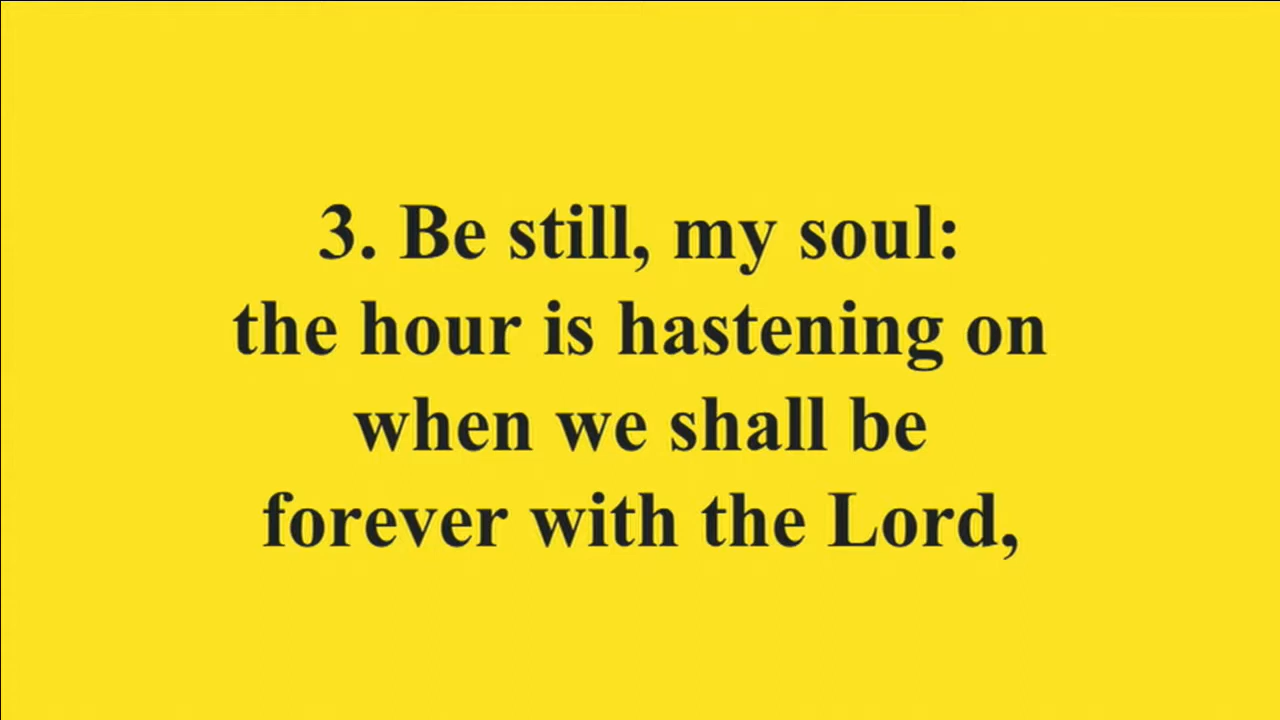 3. Be still, my soul:
the hour is hastening on
when we shall be
forever with the Lord,